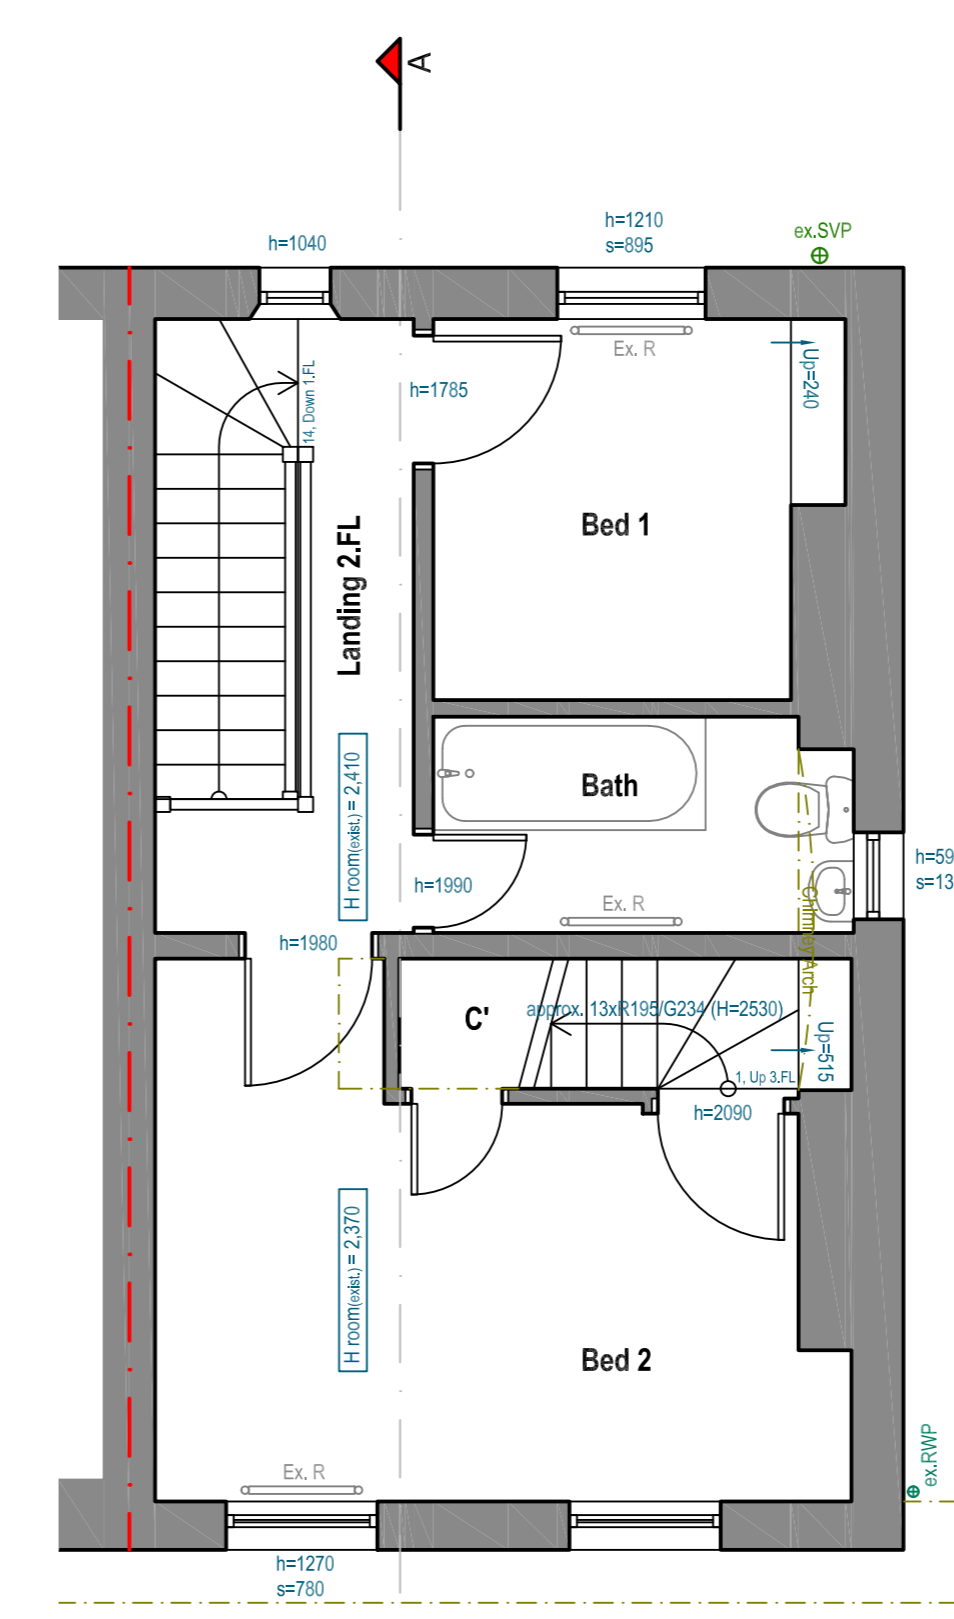 A
h=1040
h=1210
s=895
ex.SVP
Ex. R
Up=240
14, Down 1.FL
h=1785
Bed 1
Landing 2.FL
H room(exist.) = 2,410
Bath
h=1990
Ex. R
h=59
s=13
Chimney Arch
h=1980
C'
approx. 13xR195/G234 (H=2530)
Up=515
1, Up 3.FL
h=2090
H room(exist.) = 2,370
Bed 2
Ex. R
ex.RWP
h=1270
s=780